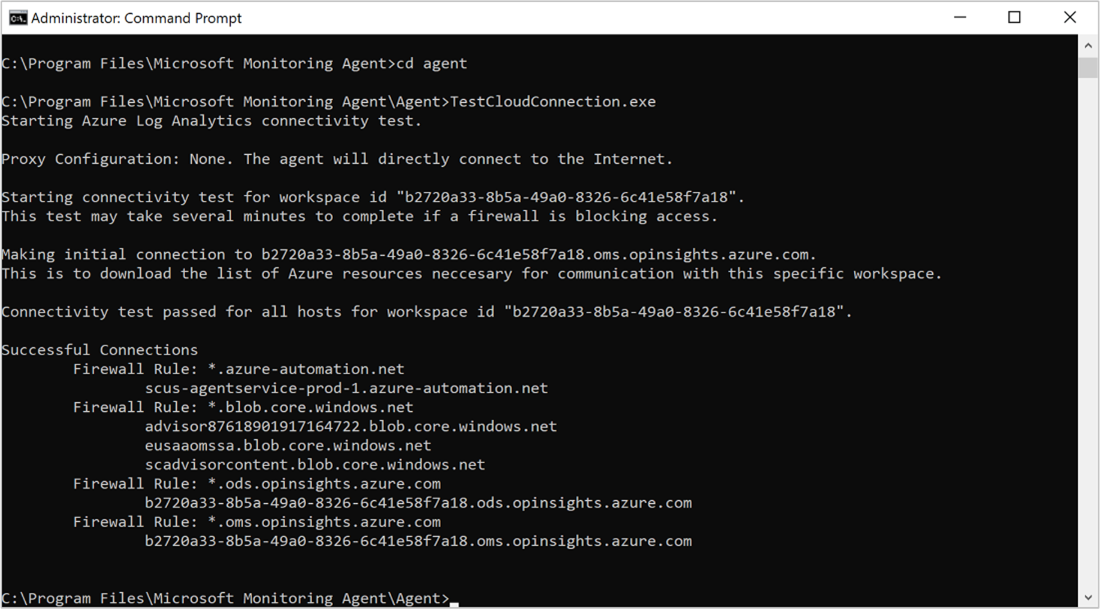 Administrator: Command Prompt
C:\Program Files\Microsoft Monitoring Agent>cd agent
C:\Program Files\Microsoft Monitoring Agent\Agent>TestCloudConnection.exe
Starting Azure Log Analytics connectivity test.
Proxy Configuration: None. The agent will directly connect to the Internet.
Starting connectivity test for workspace id "b2720a33-8b5a-49a0-8326-6c41e58f7a18".
This test may take several minutes to complete if a firewall is blocking access.
Making initial connection to b2720a33-8b5a-49a0-8326-6c41e58f7a18.oms.opinsights.azure.com.
This is to download the list of Azure resources neccesary for communication with this specific workspace.
Connectivity test passed for all hosts for workspace id "b2720a33-8b5a-49a0-8326-6c41e58f7a18".
Successful Connections
Firewall Rule: *.azure-automation.net
scus-agentservice-prod-1.azure-automation.net
Firewall Rule: *.blob.core.windows.net
advisor87618901917164722.blob.core.windows.net
eusaaomssa.blob.core.windows.net
scadvisorcontent.blob.core.windows.net
Firewall Rule: *.ods.opinsights.azure.com
b2720a33-8b5a-49a0-8326-6c41e58f7a18.ods.opinsights.azure.com
Firewall Rule: *.oms.opinsights.azure.com
b2720a33-8b5a-49a0-8326-6c41e58f7a18.oms.opinsights.azure.com
C:\Program Files\Microsoft Monitoring Agent\Agent>